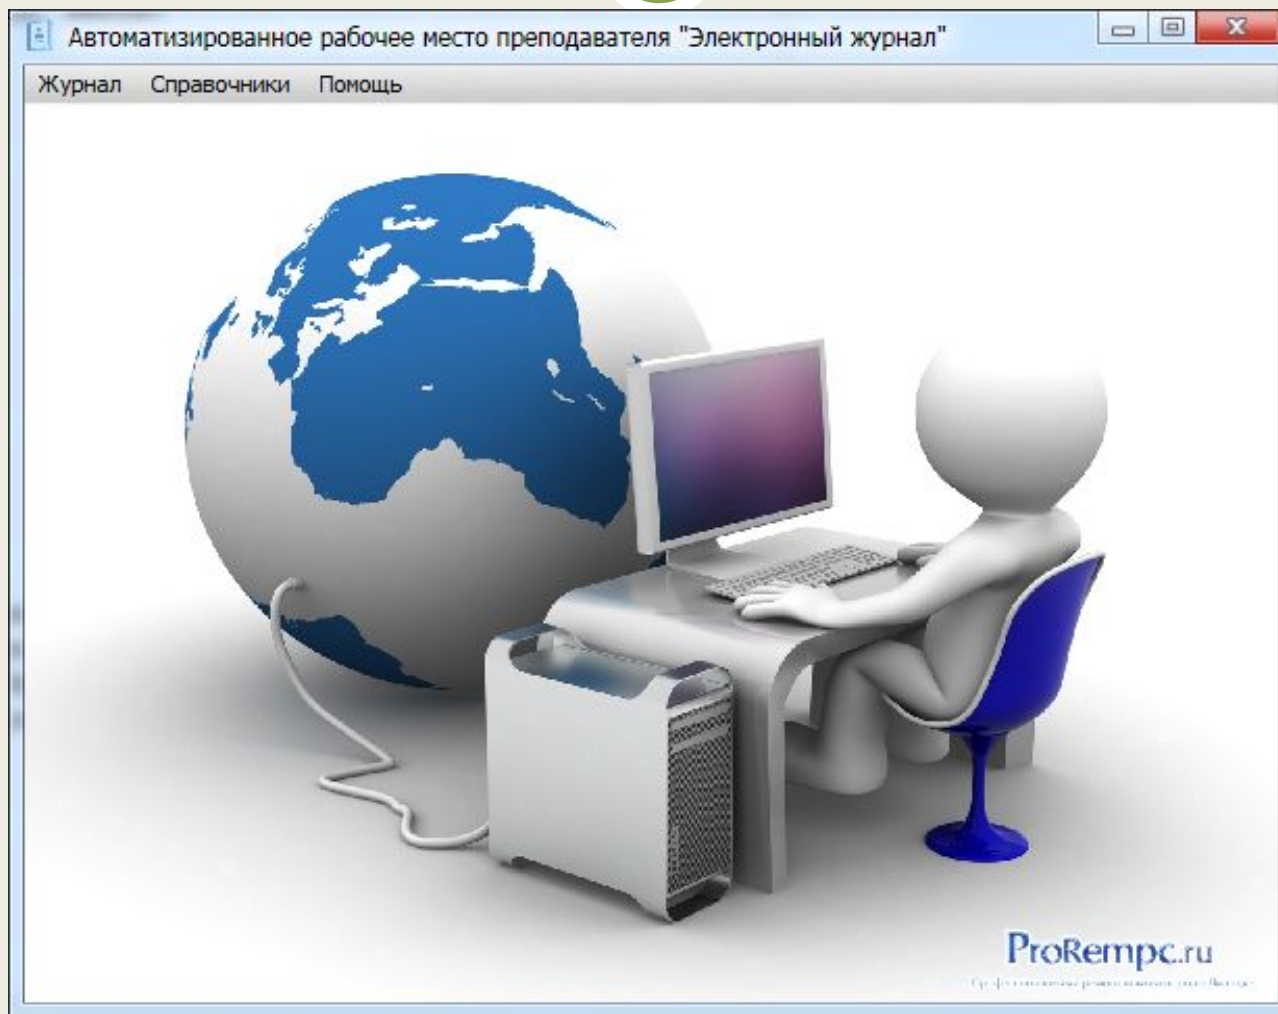 Автоматизированное рабочее место преподавателя "Электронный журнал"
Журнал Справочники Помощь
ProRempc.ru